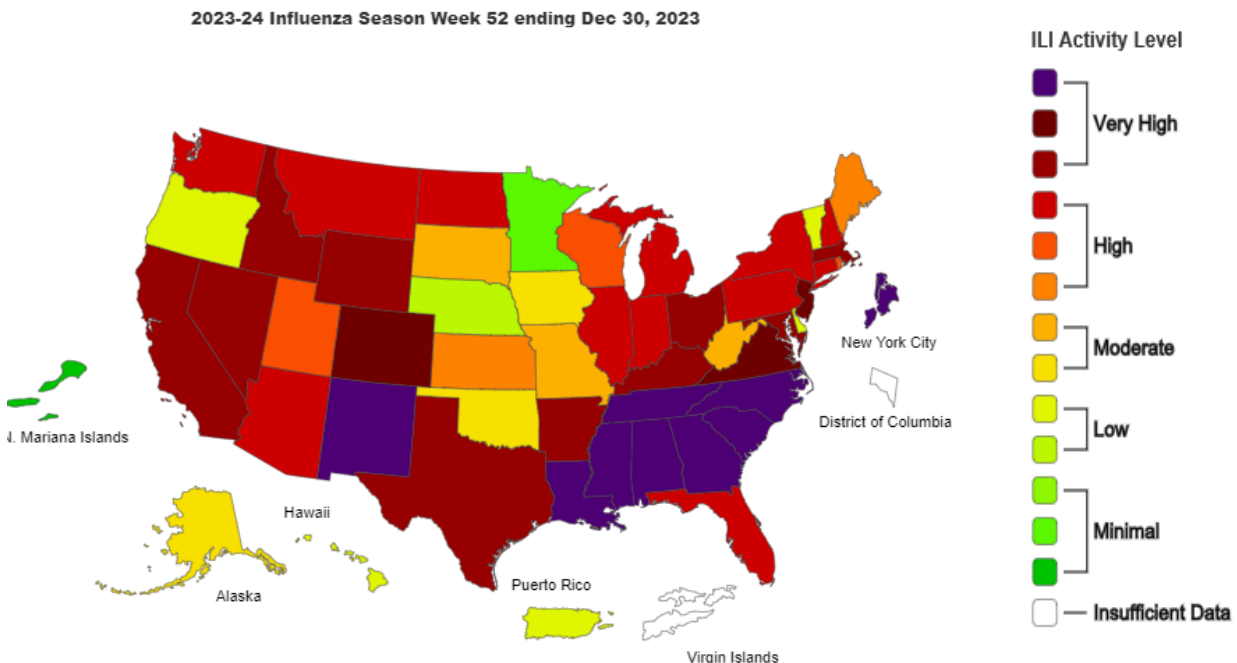 2023-24 Influenza Season Week 52 ending Dec 30, 2023
ILI Activity Level
Very High
High
Moderate
Low
Minimal
Insufficient Data
New York City
District of Columbia
N. Mariana Islands
Hawaii
Alaska
Puerto Rico
Virgin Islands